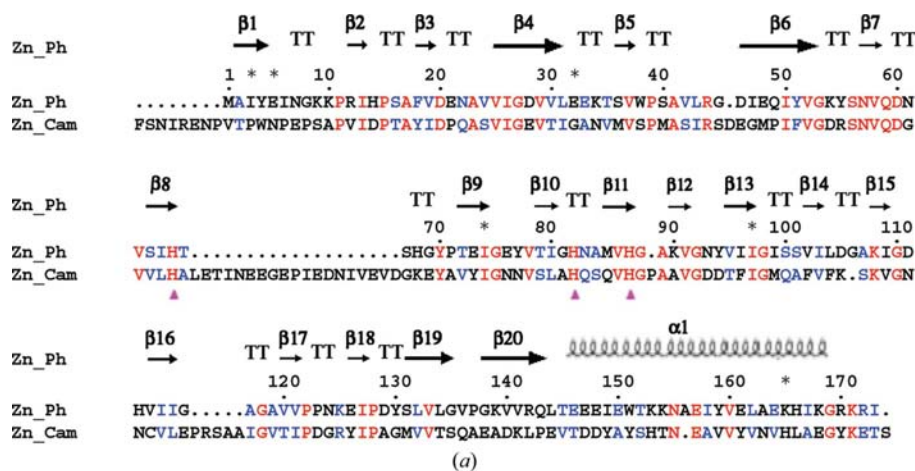 β1 TT β2 TT β3 TT β4 TT β5 TT β6 TT β7 TT
Zn_Ph
* * *
1 10 20 30 40 50 60
Zn_Ph ........MAIYEINGKKPRIHPSAFVDENAVVIGDVVLEEKTSVWPSAVLRG.DIEQIYVGKYSNVQDN
Zn_Cam FSNIRENPVTPWNPEPSAPVIDPTAYIDPQASVIGEVTIGANVMVSPMASIRSDEGMPIFVGDRSNVQDG
β8 TT β9 β10 TT β11 β12 β13 TT β14 TT β15
Zn_Ph
* *
70 80 90 100 110
Zn_Ph VSIHT....................SHGYPTEIGEYVTIGHNAMVHG.AKVGNYVIIGISSVILDGAKIGD
Zn_Cam VVLHALETINEEGEPIEDNIVEVDGKEYAVYIGNNVSLAHQSQVHGPAAVGDDTFIGMQAFVFK.SKVGN
β16 TT β17 TT β18 TT β19 β20 α1
Zn_Ph
*
120 130 140 150 160 170
Zn_Ph HVIIG.....AGAVVPPNKEIPDYSLVLGVPGKVVRQLTEEEIEWTKKNAEIYVELAEKHIKGRKRI.
Zn_Cam NCVLEPRSAAIGVTIPDGRYIPAGMVVTSQAEADKLPEVTDDYAYSHTN.EAVVYVNVHLAEGYKETS
(a)